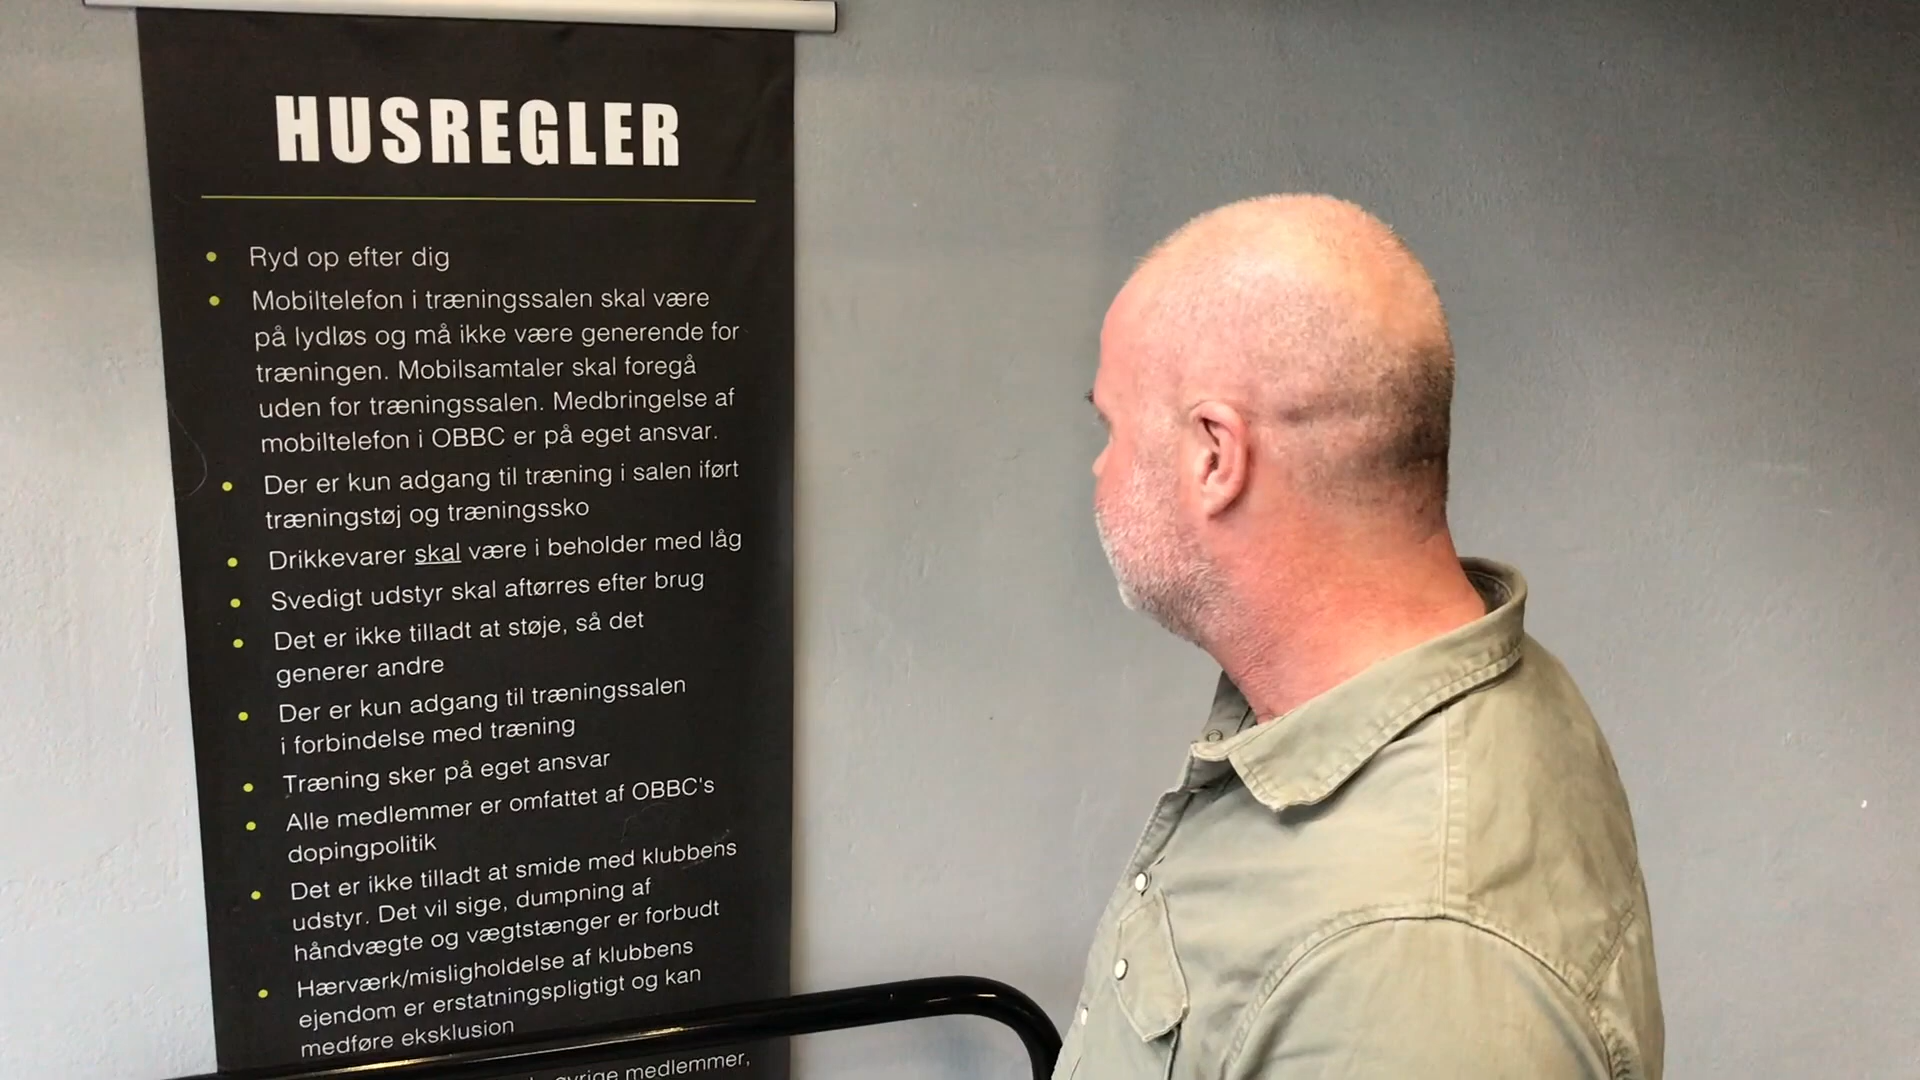 HUSREGLER
Ryd op efter dig
Mobiltelefon i træningssalen skal være
på lydløs og må ikke være generende for
træningen. Mobilsamtaler skal foregå
uden for træningssalen. Medbringelse af
mobiltelefon i OBBC er på eget ansvar.
Der er kun adgang til træning i salen iført
træningstøj og træningssko
Drikkevarer skal være i beholder med låg
Svedigt udstyr skal aftørres efter brug
Det er ikke tilladt at støje, så det
generer andre
Der er kun adgang til træningssalen
i forbindelse med træning
Træning sker på eget ansvar
Alle medlemmer er omfattet af OBBC's
dopingpolitik
Det er ikke tilladt at smide med klubbens
udstyr. Det vil sige, dumpning af
håndvægte og vægtstænger er forbudt
Hærværk/misligholdelse af klubbens
ejendom er erstatningspligtigt og kan
medføre eksklusion
øvrige medlemmer,